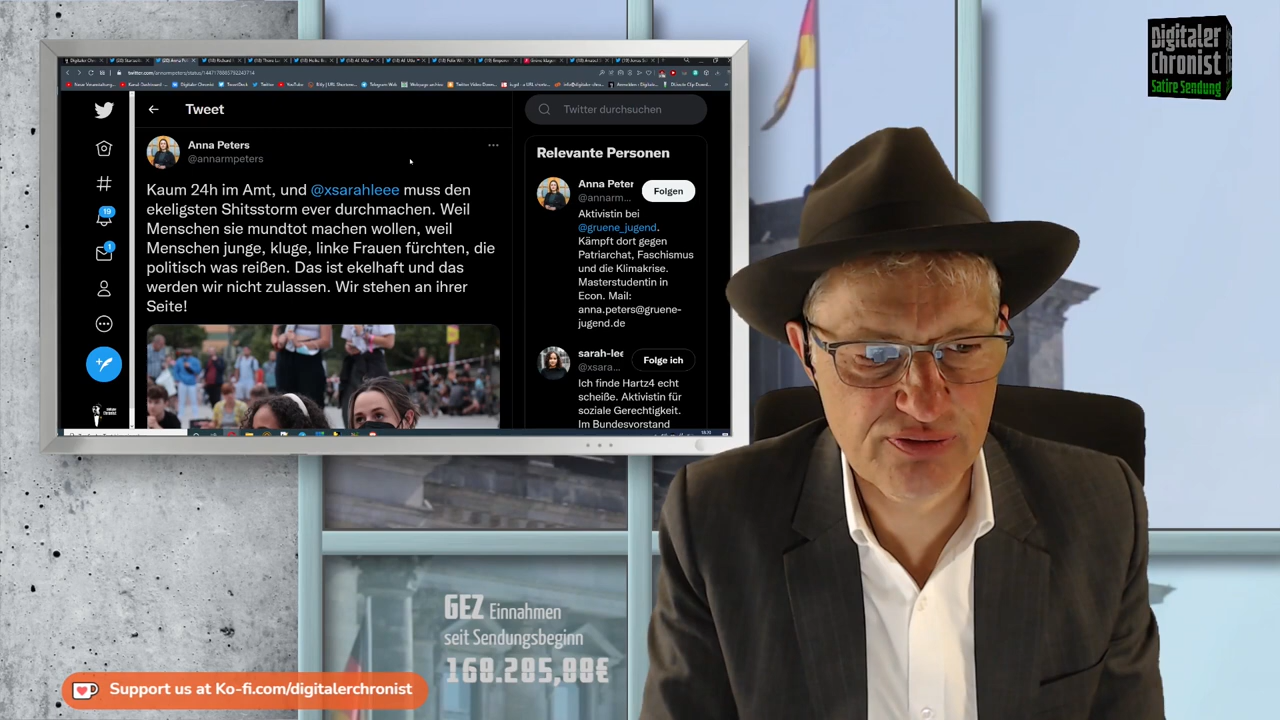 Digitaler
Chronist
Satire Sendung
Tweet
Twitter durchsuchen
Anna Peters
@annarmpeters
Kaum 24h im Amt, und @xsarahleee muss den
ekeligsten Shitsstorm ever durchmachen. Weil
Menschen sie mundtot machen wollen, weil
Menschen junge, kluge, linke Frauen fürchten, die
politisch was reißen. Das ist ekelhaft und das
werden wir nicht zulassen. Wir stehen an ihrer
Seite!
19
1
Relevante Personen
Anna Peter
@annarm...
Folgen
Aktivistin bei
@gruene_jugend.
Kämpft dort gegen
Patriarchat, Faschismus
und die Klimakrise.
Masterstudentin in
Econ. Mail:
anna.peters@gruene-
jugend.de
sarah-lee
@xsara...
Folge ich
Ich finde Hartz4 echt
scheiße. Aktivistin für
soziale Gerechtigkeit.
Im Bundesvorstand
GEZ Einnahmen
seit Sendungsbeginn
168.285,88€
Support us at Ko-fi.com/digitalerchronist